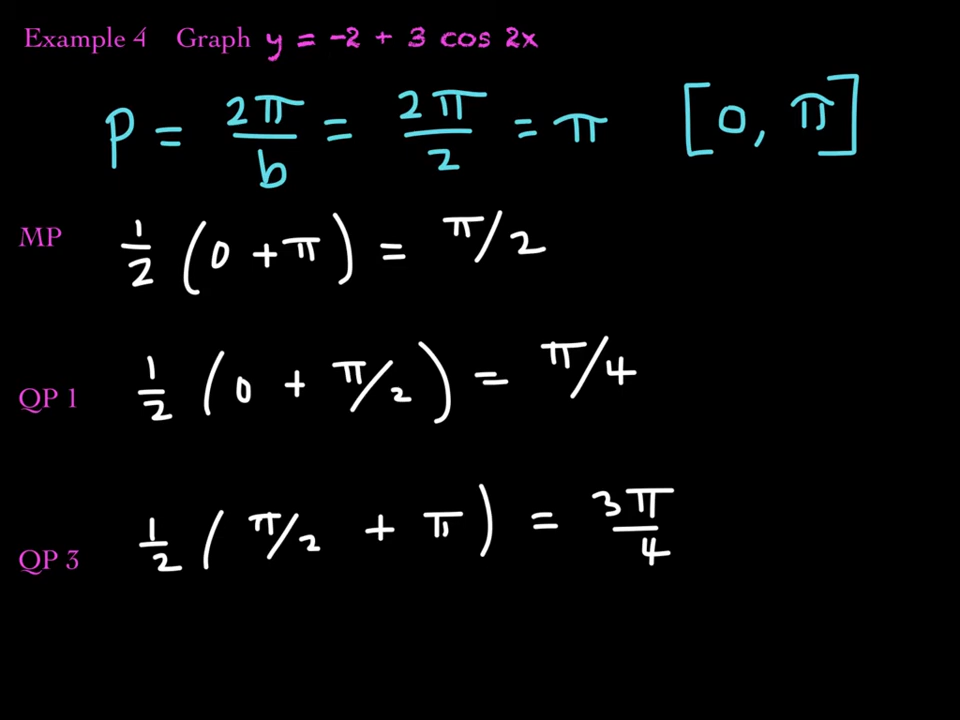 Example 4 Graph y = -2 + 3 cos 2x
P = 2π/b = 2π/2 = π [0, π]
MP 1/2 (0 + π) = π/2
QP 1 1/2 (0 + π/2) = π/4
QP 3 1/2 (π/2 + π) = 3π/4